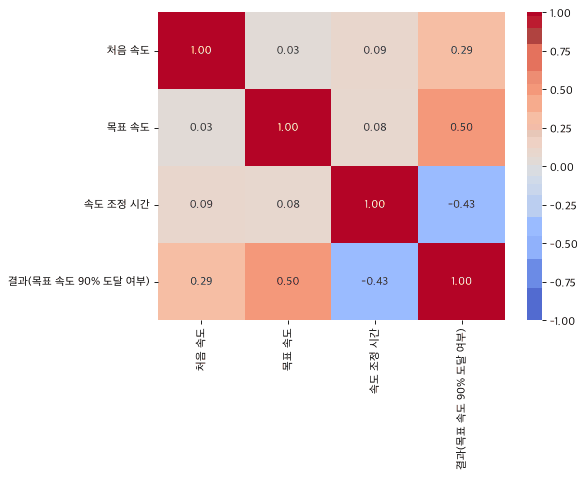 처음 속도 1.00 0.03 0.09 0.29
목표 속도 0.03 1.00 0.08 0.50
속도 조정 시간 0.09 0.08 1.00 -0.43
결과(목표 속도 90% 도달 여부) 0.29 0.50 -0.43 1.00
처음 속도
목표 속도
속도 조정 시간
결과(목표 속도 90% 도달 여부)
1.00
0.75
0.50
0.25
0.00
-0.25
-0.50
-0.75
-1.00